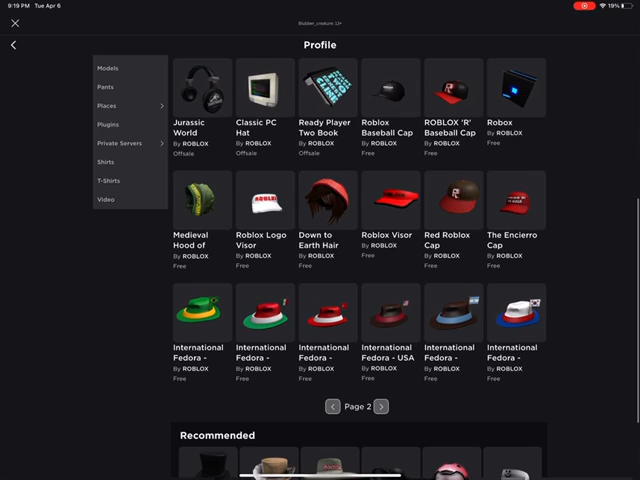 9:19 PM Tue Apr 6
19%
Blubber_creature: 13+
Profile
Models
Pants
Places
Plugins
Private Servers
Shirts
T-Shirts
Video
Jurassic World
By ROBLOX
Offsale
Classic PC Hat
By ROBLOX
Offsale
Ready Player Two Book
By ROBLOX
Offsale
Roblox Baseball Cap
By ROBLOX
Free
ROBLOX 'R' Baseball Cap
By ROBLOX
Free
Robox
By ROBLOX
Free
Medieval Hood of
By ROBLOX
Free
Roblox Logo Visor
By ROBLOX
Free
Down to Earth Hair
By ROBLOX
Free
Roblox Visor
By ROBLOX
Free
Red Roblox Cap
By ROBLOX
Free
The Encierro Cap
By ROBLOX
Free
International Fedora -
By ROBLOX
Free
International Fedora -
By ROBLOX
Free
International Fedora -
By ROBLOX
Free
International Fedora - USA
By ROBLOX
Free
International Fedora -
By ROBLOX
Free
International Fedora -
By ROBLOX
Free
Page 2
Recommended